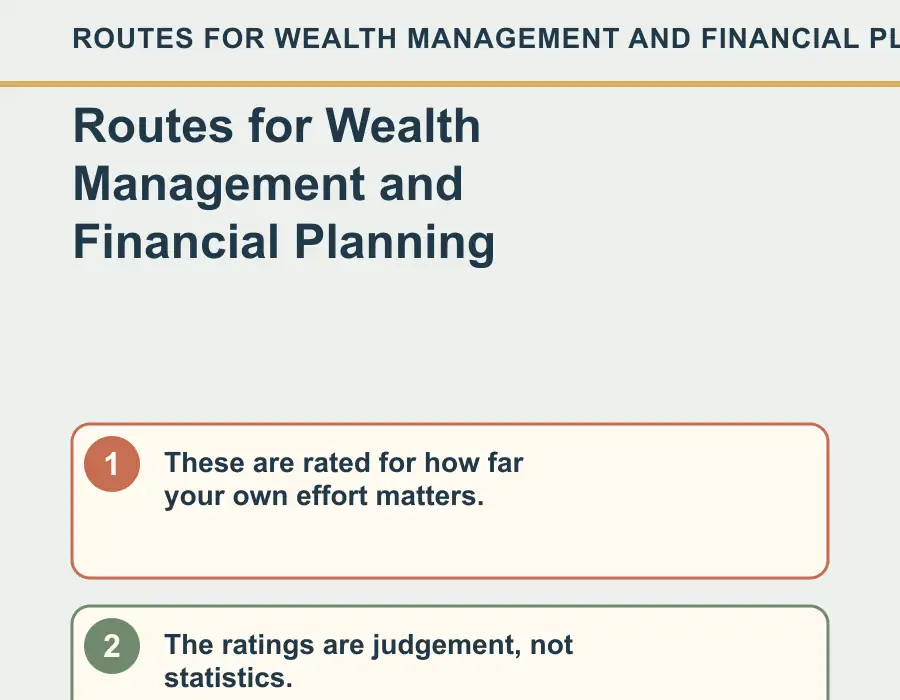 ROUTES FOR WEALTH MANAGEMENT AND FINANCIAL PL
Routes for Wealth
Management and
Financial Planning
1
These are rated for how far
your own effort matters.
2
The ratings are judgement, not
statistics.